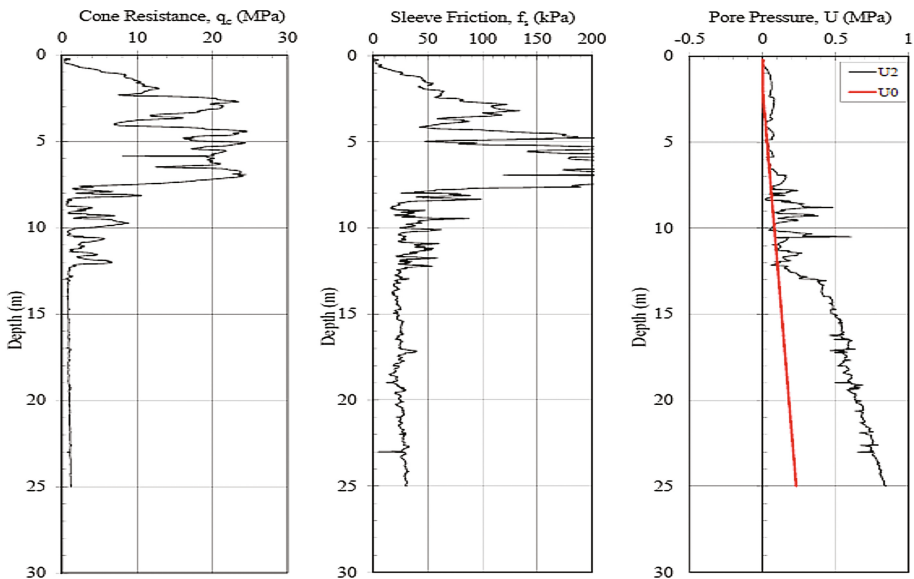 Cone Resistance, qc (MPa)
0 10 20 30
0
5
10
15
20
25
30
Depth (m)
Sleeve Friction, fs (kPa)
0 50 100 150 200
0
5
10
15
20
25
30
Depth (m)
Pore Pressure, U (MPa)
-0.5 0 0.5 1
0
5
10
15
20
25
30
Depth (m)
U2
U0